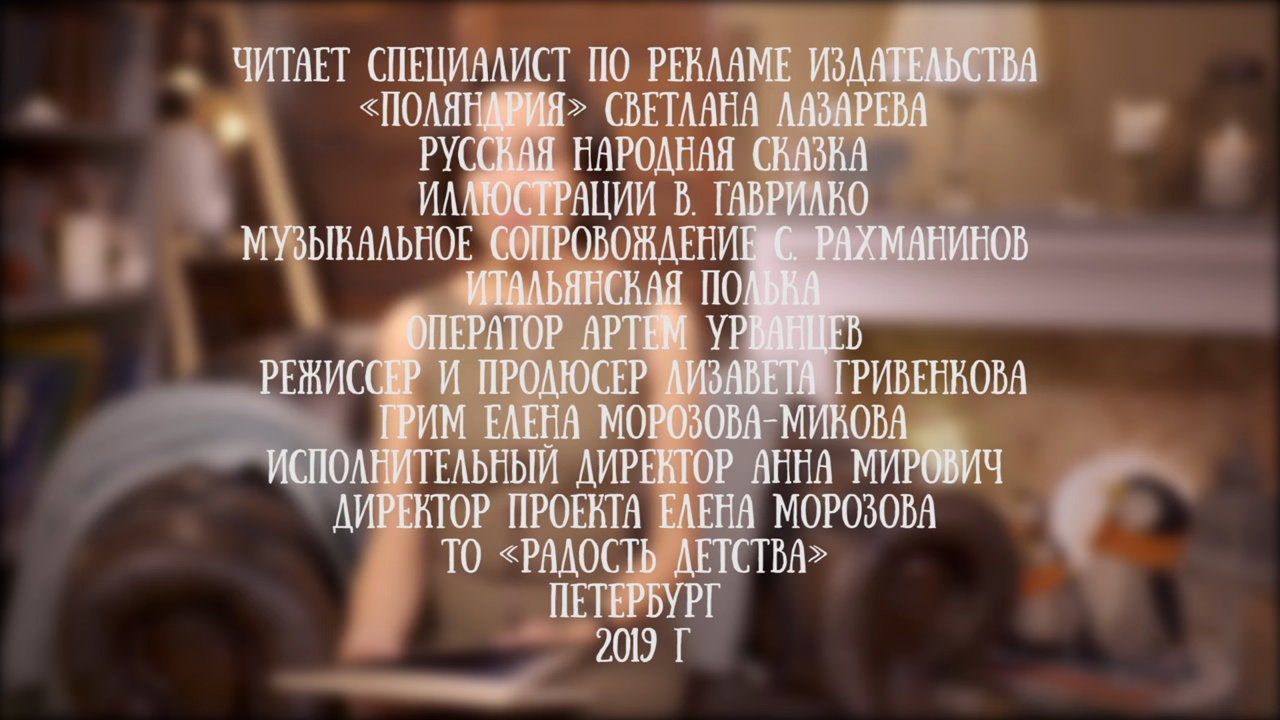 ЧИТАЕТ СПЕЦИАЛИСТ ПО РЕКЛАМЕ ИЗДАТЕЛЬСТВА
«ПОЛЯНДРИЯ» СВЕТЛАНА ЛАЗАРЕВА
РУССКАЯ НАРОДНАЯ СКАЗКА
ИЛЛЮСТРАЦИИ В. ГАВРИЛКО
МУЗЫКАЛЬНОЕ СОПРОВОЖДЕНИЕ С. РАХМАНИНОВ
ИТАЛЬЯНСКАЯ ПОЛЬКА
ОПЕРАТОР АРТЕМ УРВАНЦЕВ
РЕЖИССЕР И ПРОДЮСЕР ЛИЗАВЕТА ГРИВЕНКОВА
ГРИМ ЕЛЕНА МОРОЗОВА-МИКОВА
ИСПОЛНИТЕЛЬНЫЙ ДИРЕКТОР АННА МИРОВИЧ
ДИРЕКТОР ПРОЕКТА ЕЛЕНА МОРОЗОВА
ТО «РАДОСТЬ ДЕТСТВА»
ПЕТЕРБУРГ
2019 Г